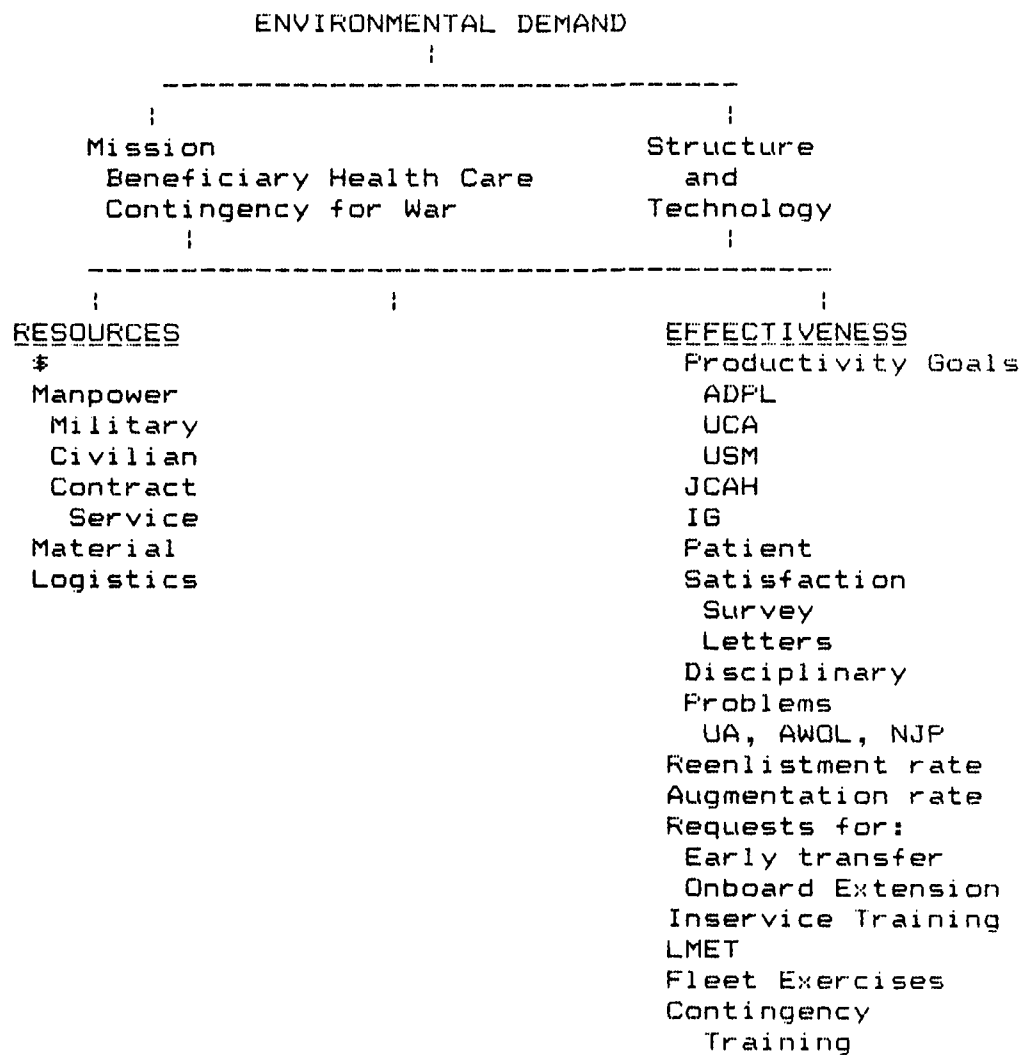 ENVIRONMENTAL DEMAND
Mission Structure
Beneficiary Health Care and
Contingency for War Technology
RESOURCES EFFECTIVENESS
$ Productivity Goals
Manpower ADPL
Military UCA
Civilian USM
Contract JCAH
Service IG
Material Patient
Logistics Satisfaction
Survey
Letters
Disciplinary
Problems
UA, AWOL, NJP
Reenlistment rate
Augmentation rate
Requests for:
Early transfer
Onboard Extension
Inservice Training
LMET
Fleet Exercises
Contingency
Training